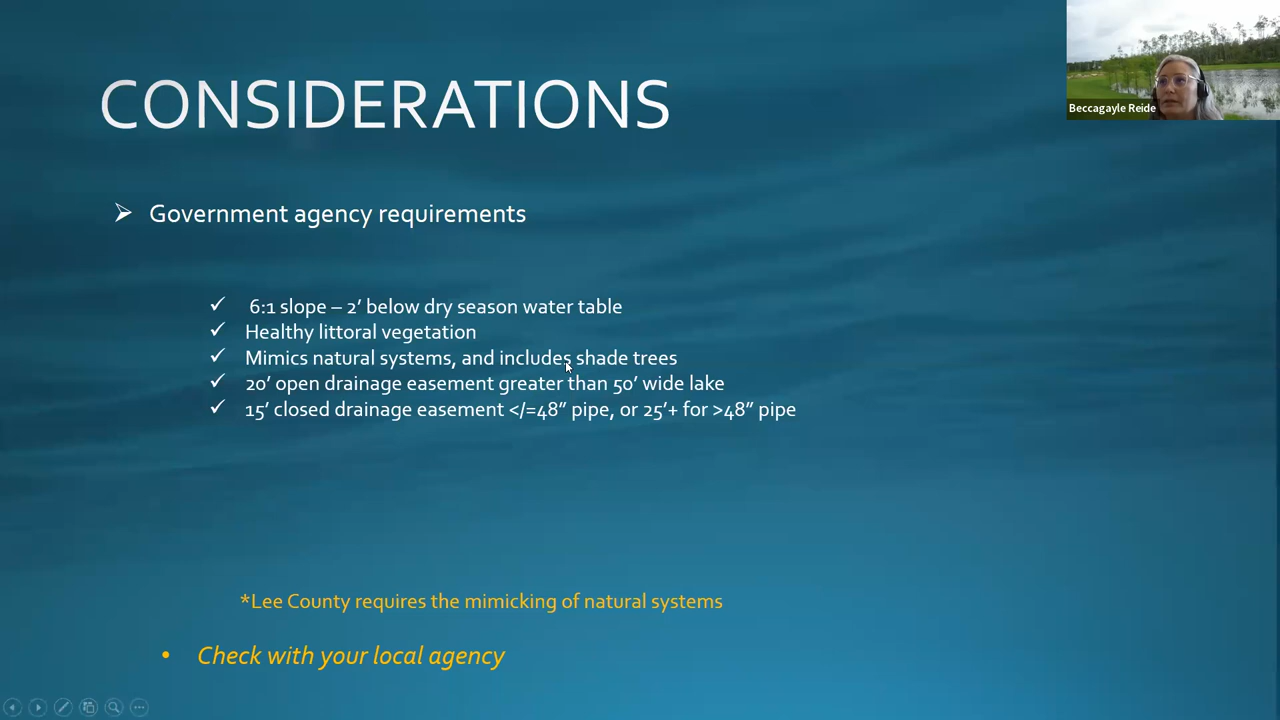 CONSIDERATIONS
Beccagayle Reide
Government agency requirements
6:1 slope – 2’ below dry season water table
Healthy littoral vegetation
Mimics natural systems, and includes shade trees
20’ open drainage easement greater than 50’ wide lake
15’ closed drainage easement </=48” pipe, or 25’+ for >48” pipe
*Lee County requires the mimicking of natural systems
Check with your local agency